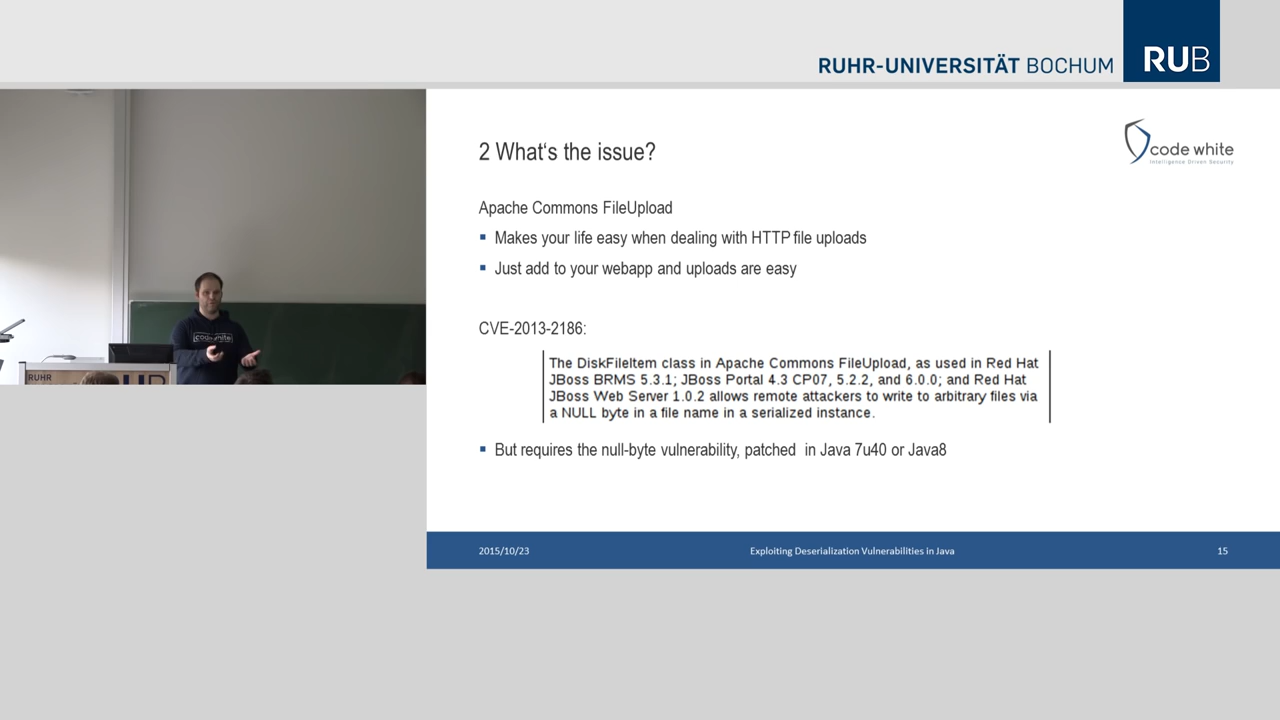 RUHR-UNIVERSITÄT BOCHUM
RUB
2 What‘s the issue?
code white
Intelligence Driven Security
Apache Commons FileUpload
▪ Makes your life easy when dealing with HTTP file uploads
▪ Just add to your webapp and uploads are easy
CVE-2013-2186:
The DiskFileItem class in Apache Commons FileUpload, as used in Red Hat
JBoss BRMS 5.3.1; JBoss Portal 4.3 CP07, 5.2.2, and 6.0.0; and Red Hat
JBoss Web Server 1.0.2 allows remote attackers to write to arbitrary files via
a NULL byte in a file name in a serialized instance.
▪ But requires the null-byte vulnerability, patched in Java 7u40 or Java8
code white
RUHR
2015/10/23
Exploiting Deserialization Vulnerabilities in Java
15